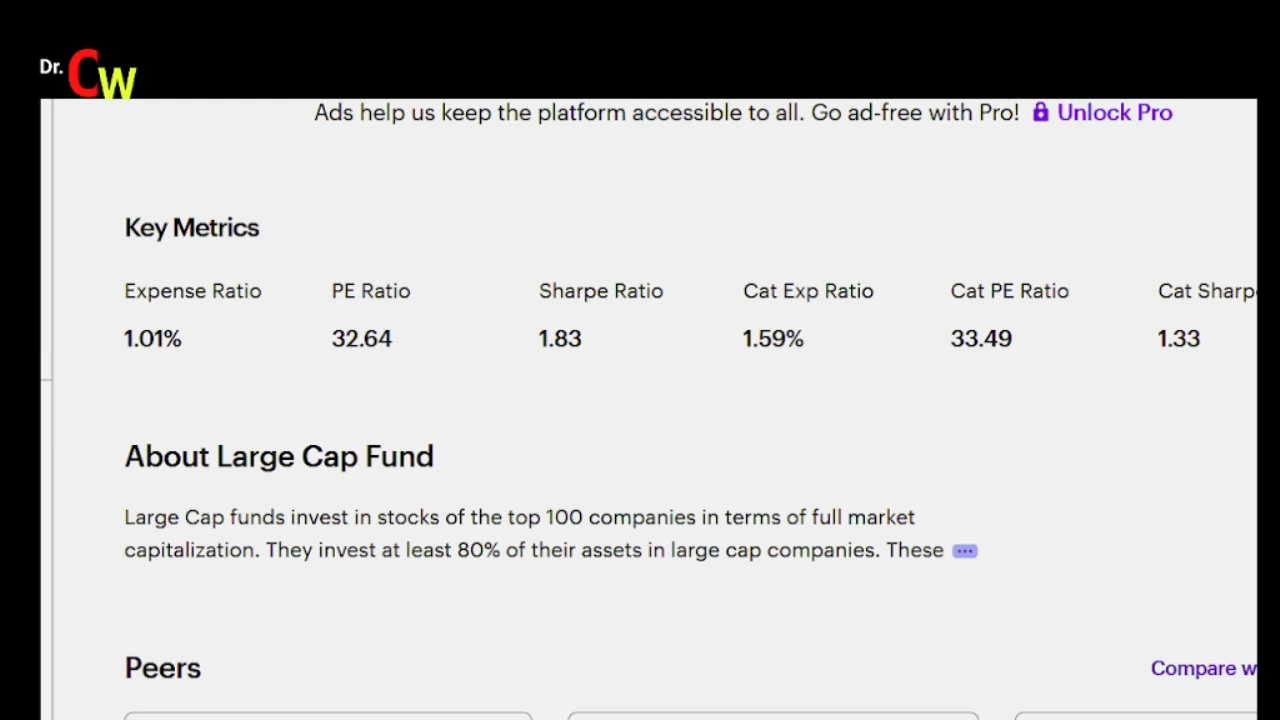 Dr. CW
Ads help us keep the platform accessible to all. Go ad-free with Pro! Unlock Pro
Key Metrics
Expense Ratio PE Ratio Sharpe Ratio Cat Exp Ratio Cat PE Ratio Cat Sharp
1.01% 32.64 1.83 1.59% 33.49 1.33
About Large Cap Fund
Large Cap funds invest in stocks of the top 100 companies in terms of full market
capitalization. They invest at least 80% of their assets in large cap companies. These
Peers
Compare w